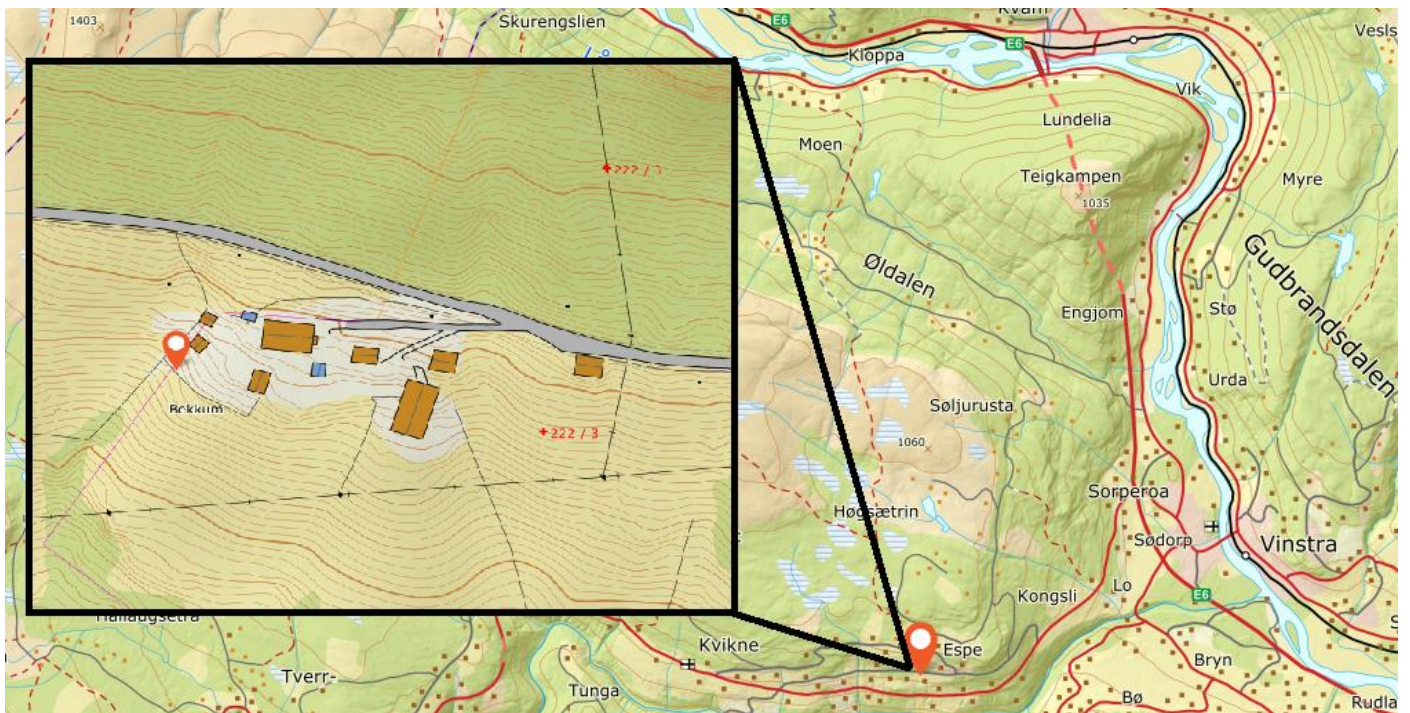 1403
Skurengslien
E6
Kvam
Vesls
Kloppa
E6
Vik
Lundelia
Moen
Teigkampen
Myre
1035
Øldalen
Gudbrandsdalen
Engjom
Stø
Urda
Søljurusta
1060
Sorperoa
Høgsætrin
Sødorp
Vinstra
Lo
Kongsli
E6
Kvikne
Espe
Bryn
Tverr-
Tunga
Bø
Rudla
222 / 3
Bokkum
222 / 3